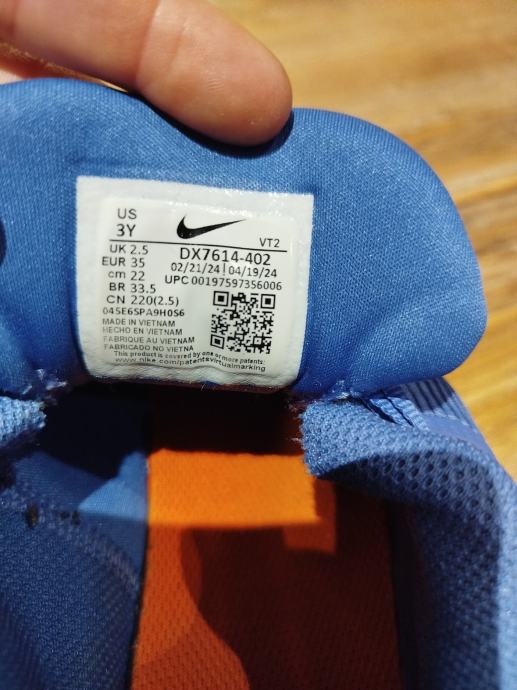 US
3Y
VT2
UK 2.5
DX7614-402
EUR 35
02/21/24 | 04/19/24
cm 22
UPC 00197597356006
BR 33.5
CN 220(2.5)
045E6SPA9H0S6
MADE IN VIETNAM
HECHO EN VIETNAM
FABRIQUE AU VIETNAM
FABRICADO NO VIETNA
This product is covered by one or more patents:
www.nike.com/patentsvirtualmarking